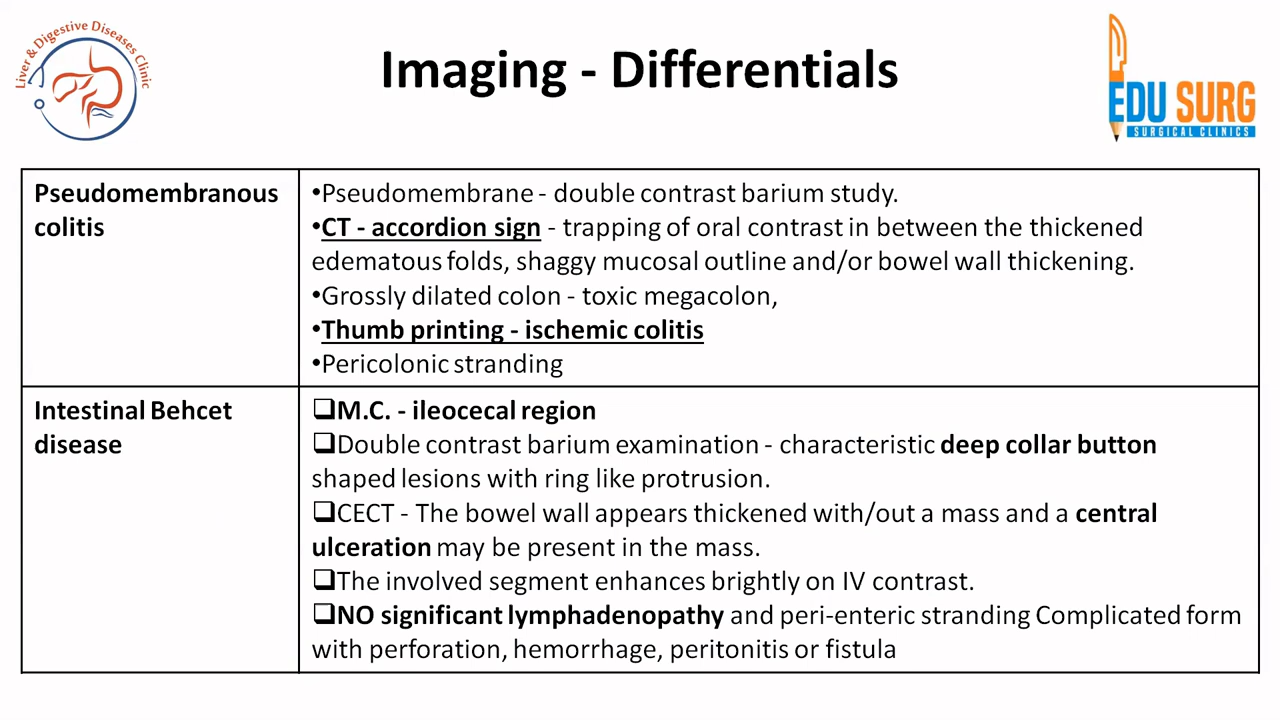 Liver & Digestive Diseases Clinic
Imaging - Differentials
EDU SURG
SURGICAL CLINICS
Pseudomembranous
colitis
•Pseudomembrane - double contrast barium study.
•CT - accordion sign - trapping of oral contrast in between the thickened
edematous folds, shaggy mucosal outline and/or bowel wall thickening.
•Grossly dilated colon - toxic megacolon,
•Thumb printing - ischemic colitis
•Pericolonic stranding
Intestinal Behcet
disease
❑M.C. - ileocecal region
❑Double contrast barium examination - characteristic deep collar button
shaped lesions with ring like protrusion.
❑CECT - The bowel wall appears thickened with/out a mass and a central
ulceration may be present in the mass.
❑The involved segment enhances brightly on IV contrast.
❑NO significant lymphadenopathy and peri-enteric stranding Complicated form
with perforation, hemorrhage, peritonitis or fistula